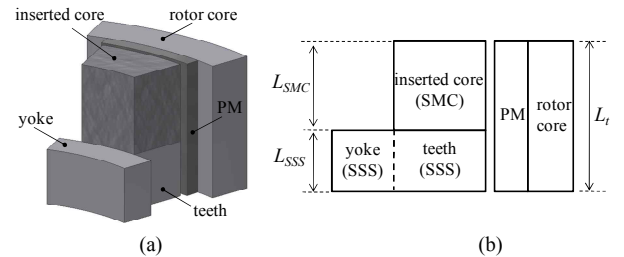 inserted core
rotor core
yoke
PM
teeth
(a)
L_SMC
L_SSS
inserted core
(SMC)
yoke
(SSS)
teeth
(SSS)
PM
rotor
core
L_t
(b)